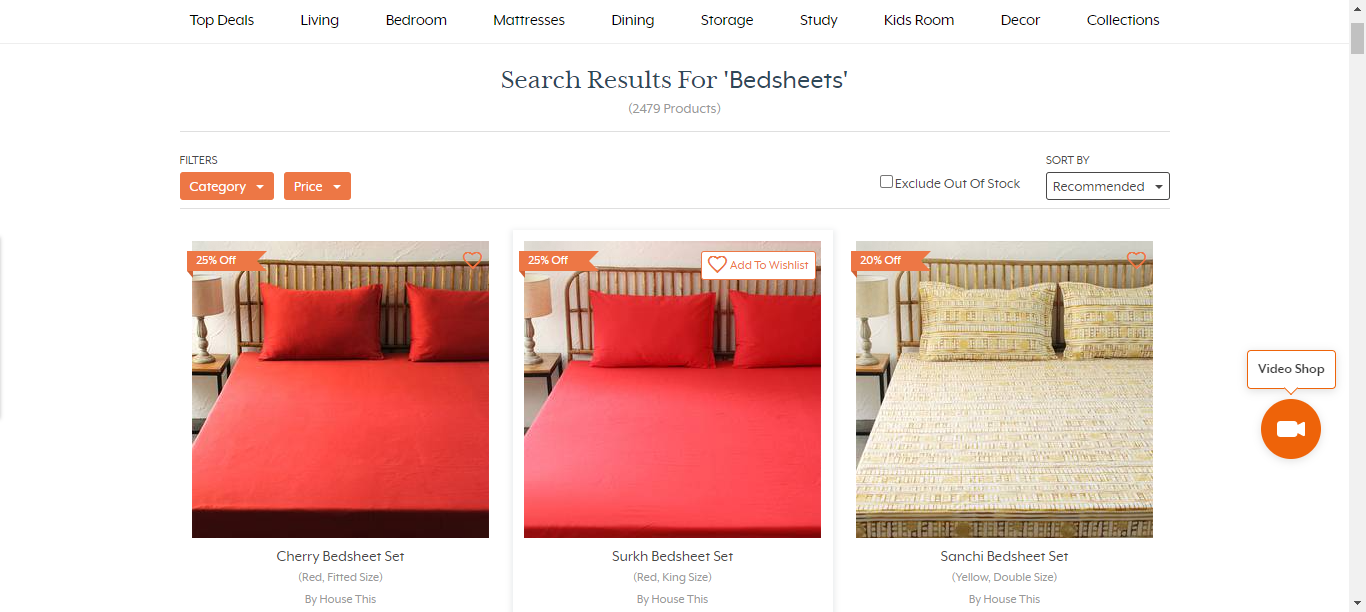 Top Deals Living Bedroom Mattresses Dining Storage Study Kids Room Decor Collections
Search Results For 'Bedsheets'
(2479 Products)
FILTERS
SORT BY
Category Price
Exclude Out Of Stock
Recommended
25% Off
25% Off
Add To Wishlist
20% Off
Video Shop
Cherry Bedsheet Set
(Red, Fitted Size)
By House This
Surkh Bedsheet Set
(Red, King Size)
By House This
Sanchi Bedsheet Set
(Yellow, Double Size)
By House This